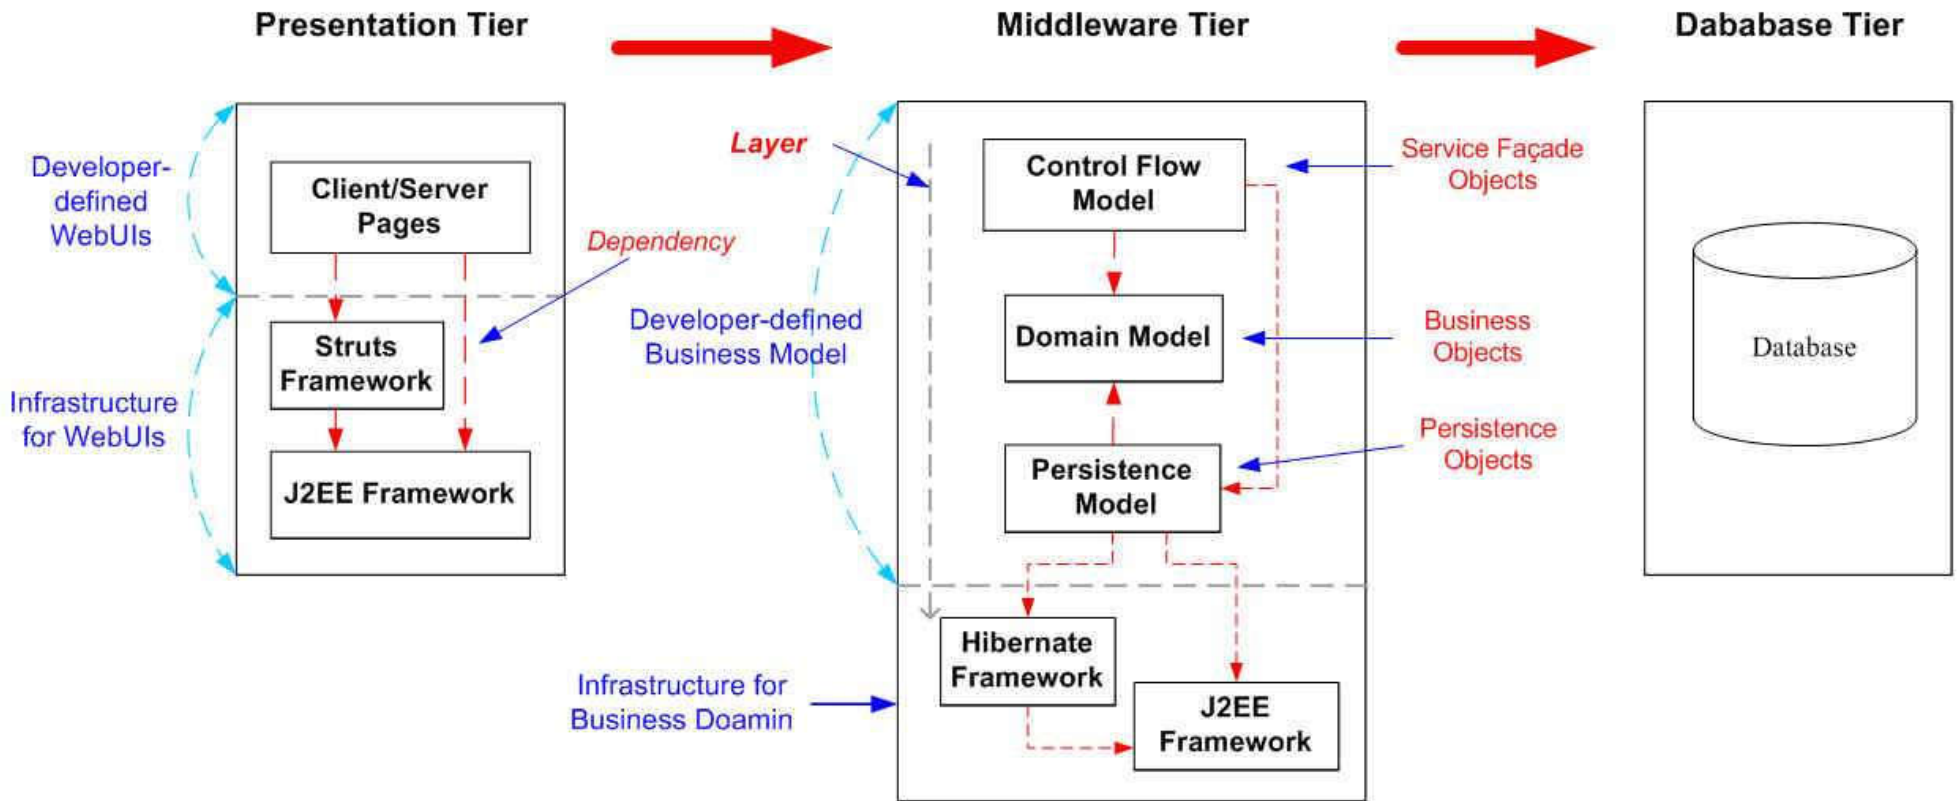 Presentation Tier
Middleware Tier
Dababase Tier
Developer-
defined
WebUIs
Client/Server
Pages
Dependency
Struts
Framework
Infrastructure
for WebUIs
J2EE Framework
Layer
Control Flow
Model
Service Façade
Objects
Developer-defined
Business Model
Domain Model
Business
Objects
Persistence
Model
Persistence
Objects
Hibernate
Framework
Infrastructure for
Business Doamin
J2EE
Framework
Database